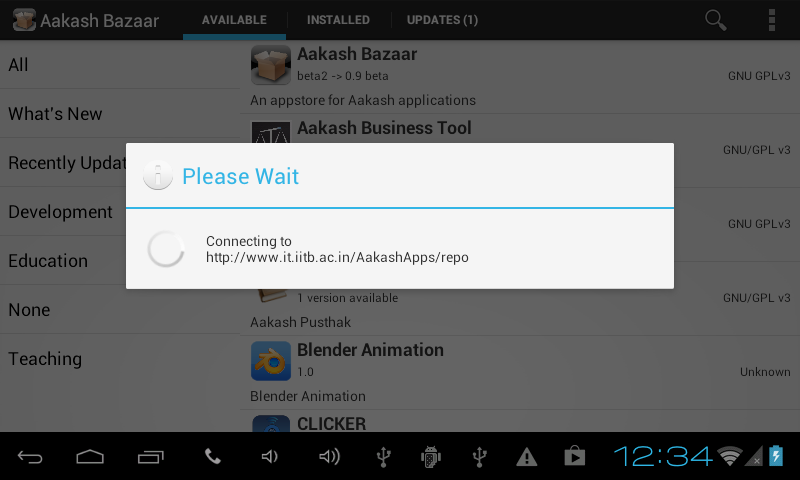 Aakash Bazaar
AVAILABLE
INSTALLED
UPDATES (1)
All
What's New
Recently Updat
Development
Education
None
Teaching
Aakash Bazaar
beta2 -> 0.9 beta
GNU GPLv3
An appstore for Aakash applications
Aakash Business Tool
GNU/GPL v3
GNU GPLv3
Please Wait
Connecting to
http://www.it.iitb.ac.in/AakashApps/repo
1 version available
GNU/GPL v3
Aakash Pusthak
Blender Animation
1.0
Unknown
Blender Animation
CLICKER
12:34